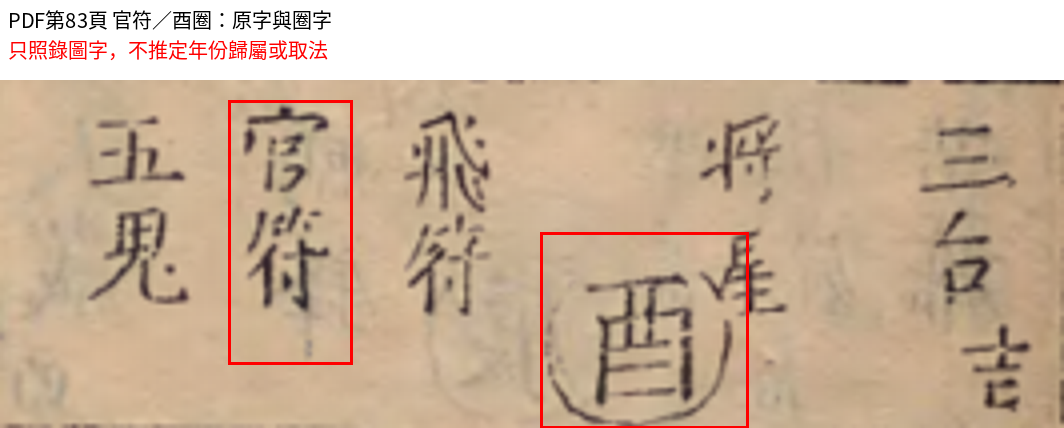 PDF第83頁 官符／酉圈：原字與圈字
只照錄圖字，不推定年份歸屬或取法
三台吉
將星
酉
飛符
官符
五鬼